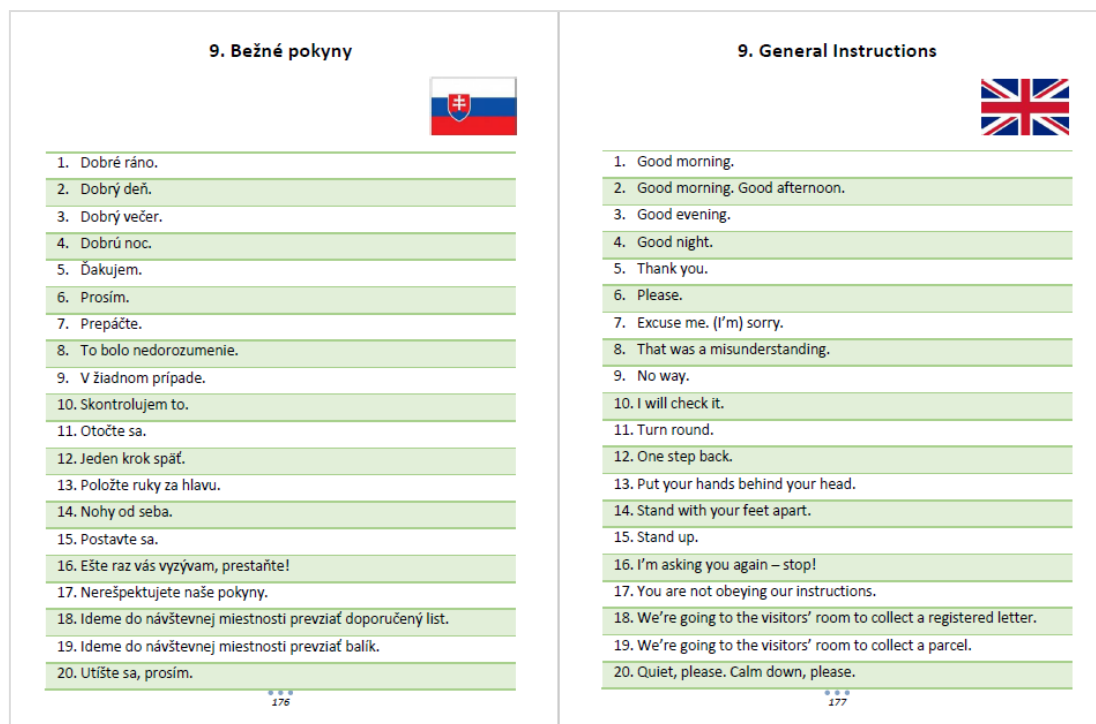 9. Bežné pokyny
1. Dobré ráno.
2. Dobrý deň.
3. Dobrý večer.
4. Dobrú noc.
5. Ďakujem.
6. Prosím.
7. Prepáčte.
8. To bolo nedorozumenie.
9. V žiadnom prípade.
10. Skontrolujem to.
11. Otočte sa.
12. Jeden krok späť.
13. Položte ruky za hlavu.
14. Nohy od seba.
15. Postavte sa.
16. Ešte raz vás vyzývam, prestaňte!
17. Nerešpektujete naše pokyny.
18. Ideme do návštevnej miestnosti prevziať doporučený list.
19. Ideme do návštevnej miestnosti prevziať balík.
20. Utíšte sa, prosím.
176
9. General Instructions
1. Good morning.
2. Good morning. Good afternoon.
3. Good evening.
4. Good night.
5. Thank you.
6. Please.
7. Excuse me. (I’m) sorry.
8. That was a misunderstanding.
9. No way.
10. I will check it.
11. Turn round.
12. One step back.
13. Put your hands behind your head.
14. Stand with your feet apart.
15. Stand up.
16. I’m asking you again – stop!
17. You are not obeying our instructions.
18. We’re going to the visitors’ room to collect a registered letter.
19. We’re going to the visitors’ room to collect a parcel.
20. Quiet, please. Calm down, please.
177